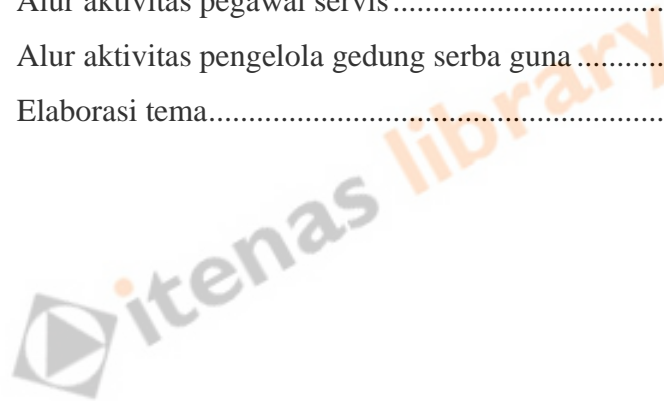 Alur aktivitas pegawai servis................................
Alur aktivitas pengelola gedung serba guna...........
Elaborasi tema.....................................................
itenas library